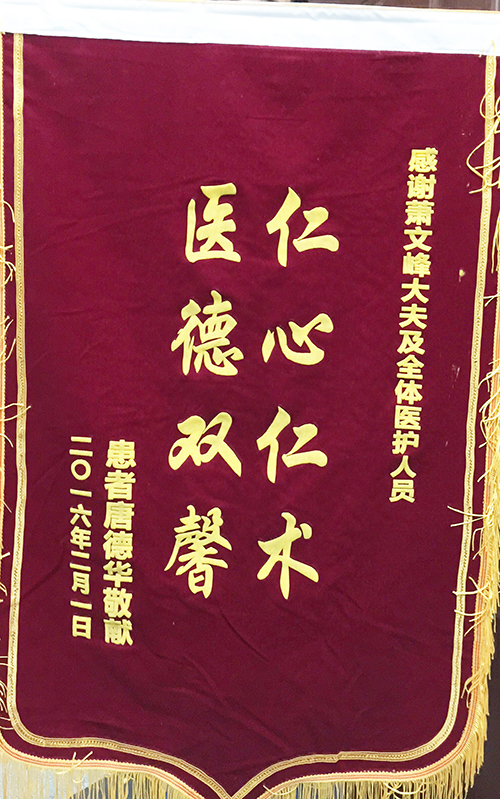 感谢萧文峰大夫及全体医护人员
仁心仁术
医德双馨
患者唐德华敬献
二〇一六年二月一日